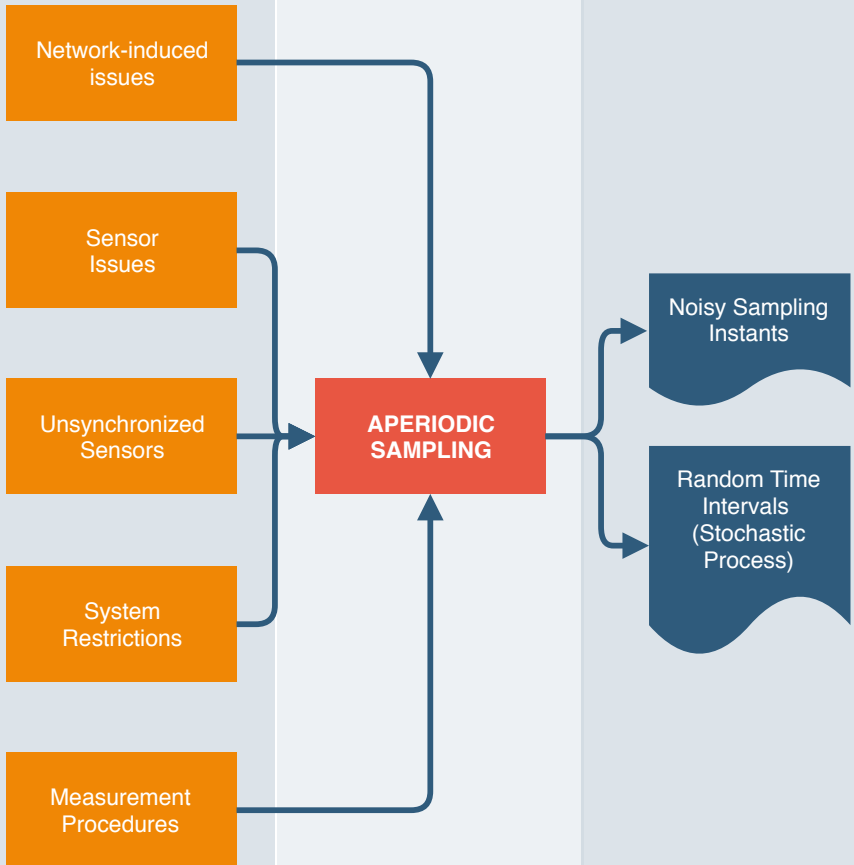 Network-induced
issues
Sensor
Issues
Unsynchronized
Sensors
System
Restrictions
Measurement
Procedures
APERIODIC
SAMPLING
Noisy Sampling
Instants
Random Time
Intervals
(Stochastic
Process)